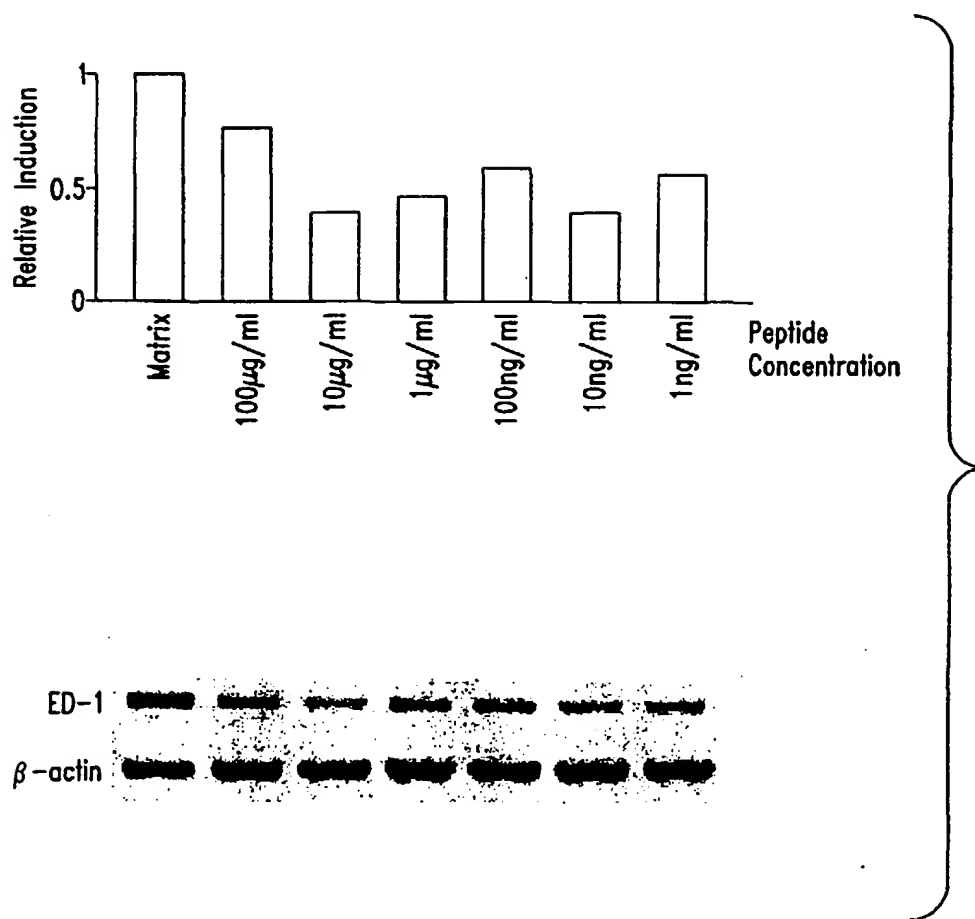 Relative Induction
1
0.5
0
Matrix
100μg/ml
10μg/ml
1μg/ml
100ng/ml
10ng/ml
1ng/ml
Peptide
Concentration
ED-1
β-actin